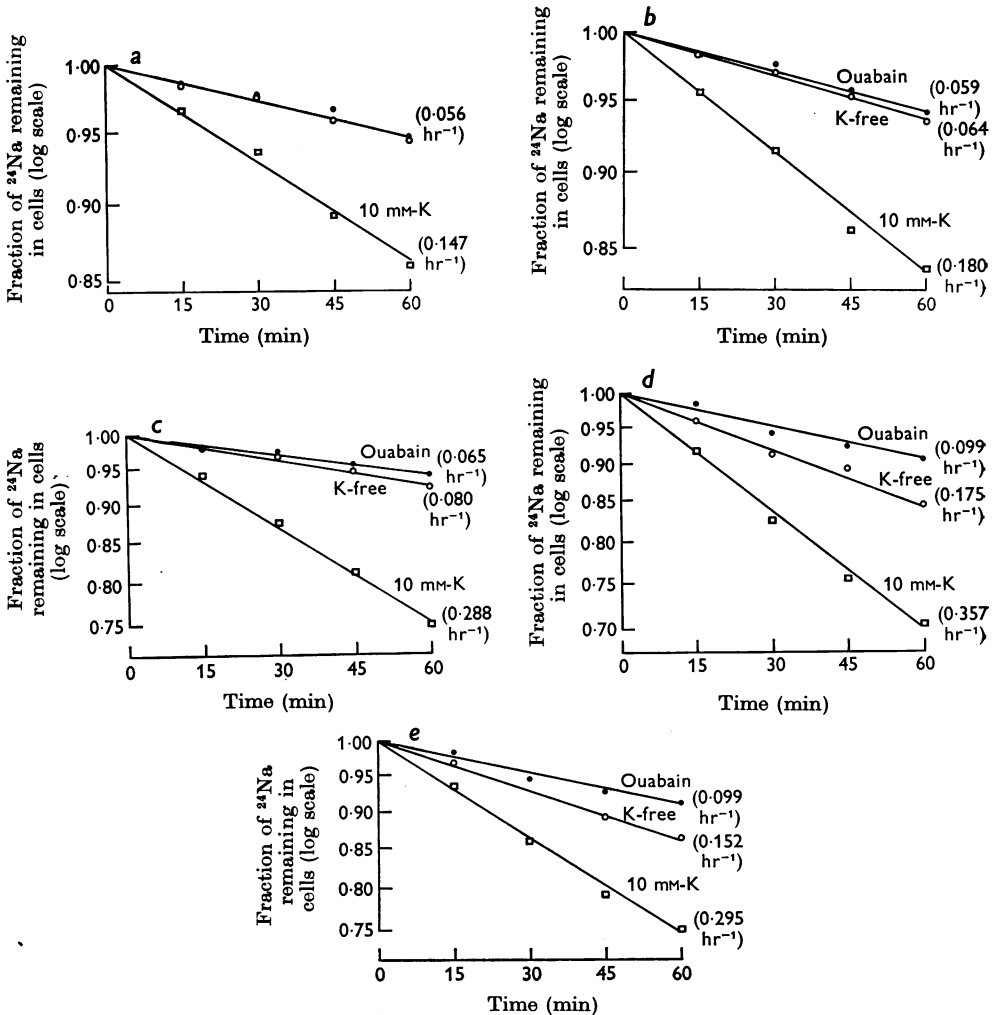 a
Fraction of ²⁴Na remaining
in cells (log scale)
1·00
0·95
0·90
0·85
(0·056
hr⁻¹)
10 mM-K
(0·147
hr⁻¹)
0 15 30 45 60
Time (min)
b
Fraction of ²⁴Na remaining
in cells (log scale)
1·00
0·95
0·90
0·85
Ouabain
(0·059
hr⁻¹)
K-free
(0·064
hr⁻¹)
10 mM-K
(0·180
hr⁻¹)
0 15 30 45 60
Time (min)
c
Fraction of ²⁴Na
remaining in cells
(log scale)
1·00
0·95
0·90
0·85
0·80
0·75
Ouabain
(0·065
hr⁻¹)
K-free
(0·080
hr⁻¹)
10 mM-K
(0·288
hr⁻¹)
0 15 30 45 60
Time (min)
d
Fraction of ²⁴Na remaining
in cells (log scale)
1·00
0·90
0·85
0·80
0·75
0·70
Ouabain
(0·099
hr⁻¹)
K-free
(0·175
hr⁻¹)
10 mM-K
(0·357
hr⁻¹)
0 15 30 45 60
Time (min)
e
Fraction of ²⁴Na
remaining in
cells (log scale)
1·00
0·95
0·90
0·85
0·80
0·75
Ouabain
(0·099
hr⁻¹)
K-free
(0·152
hr⁻¹)
10 mM-K
(0·295
hr⁻¹)
0 15 30 45 60
Time (min)